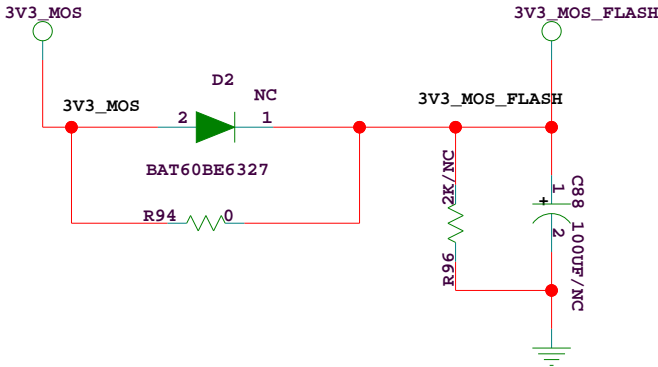 3V3_MOS
3V3_MOS_FLASH
D2
NC
3V3_MOS
2
1
3V3_MOS_FLASH
BAT60BE6327
R94
0
2K/NC
R96
1
+
2
C88
100UF/NC